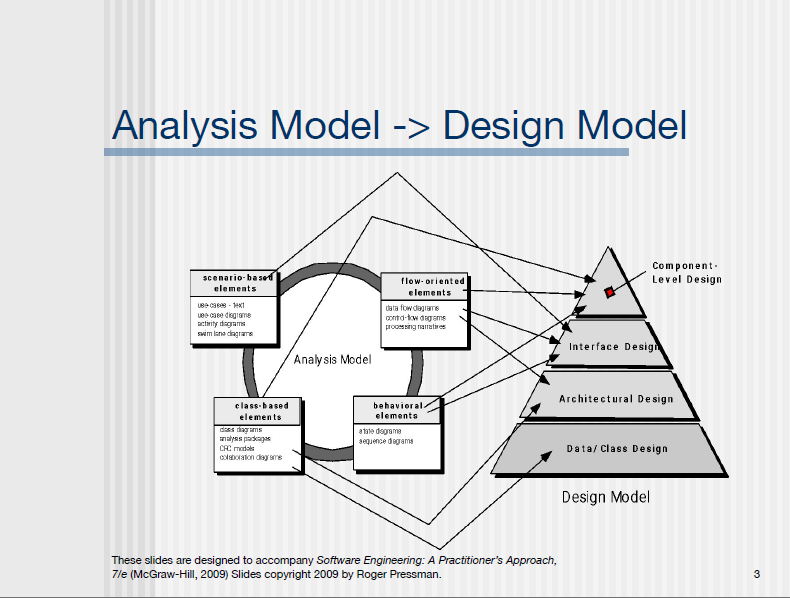 Analysis Model -> Design Model
scenario-based
elements
use-cases - text
use-case diagrams
activity diagrams
swim lane diagrams
flow-oriented
elements
data flow diagrams
control-flow diagrams
processing narratives
Component-
Level Design
Interface Design
Analysis Model
Architectural Design
class-based
elements
class diagrams
analysis packages
CRC models
collaboration diagrams
behavioral
elements
state diagrams
sequence diagrams
Data/Class Design
Design Model
These slides are designed to accompany Software Engineering: A Practitioner's Approach,
7/e (McGraw-Hill, 2009) Slides copyright 2009 by Roger Pressman.
3